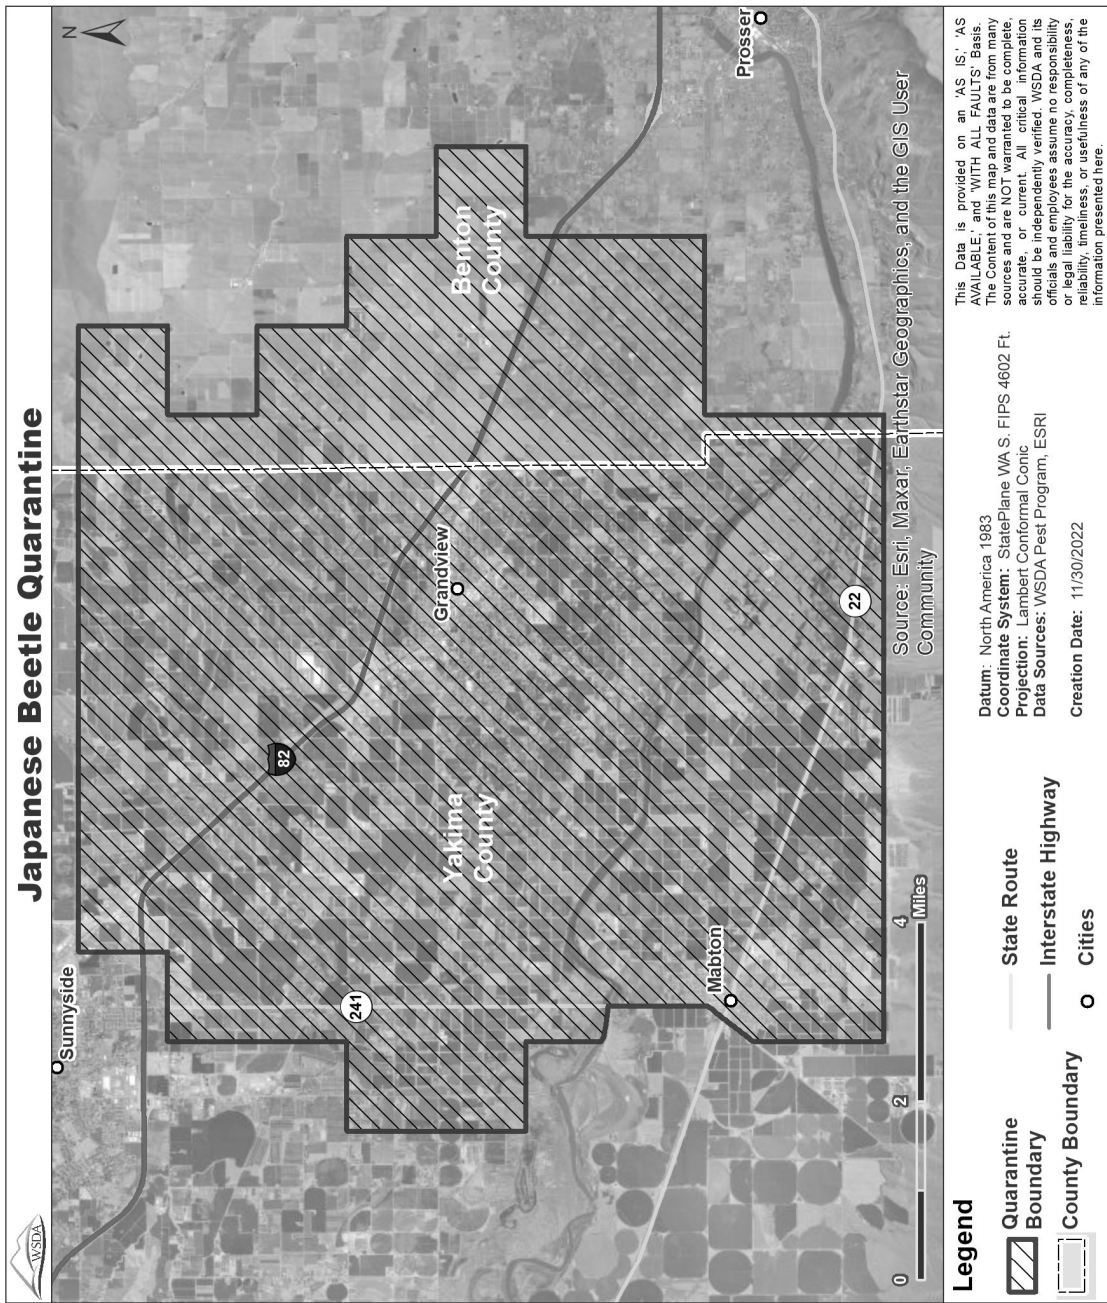 Japanese Beetle Quarantine
WSDA
N
Sunnyside
Prosser
82
241
Grandview
Benton
County
Yakima
County
Mabton
22
0
2
4
Miles
Source: Esri, Maxar, Earthstar Geographics, and the GIS User
Community
Legend
Quarantine
Boundary
County Boundary
State Route
Interstate Highway
Cities
Datum: North America 1983
Coordinate System: StatePlane WA S. FIPS 4602 Ft.
Projection: Lambert Conformal Conic
Data Sources: WSDA Pest Program, ESRI
Creation Date: 11/30/2022
This Data is provided on an 'AS IS,' 'AS
AVAILABLE,' and 'WITH ALL FAULTS' Basis.
The Content of this map and data are from many
sources and are NOT warranted to be complete,
accurate, or current. All critical information
should be independently verified. WSDA and its
officials and employees assume no responsibility
or legal liability for the accuracy, completeness,
reliability, timeliness, or usefulness of any of the
information presented here.